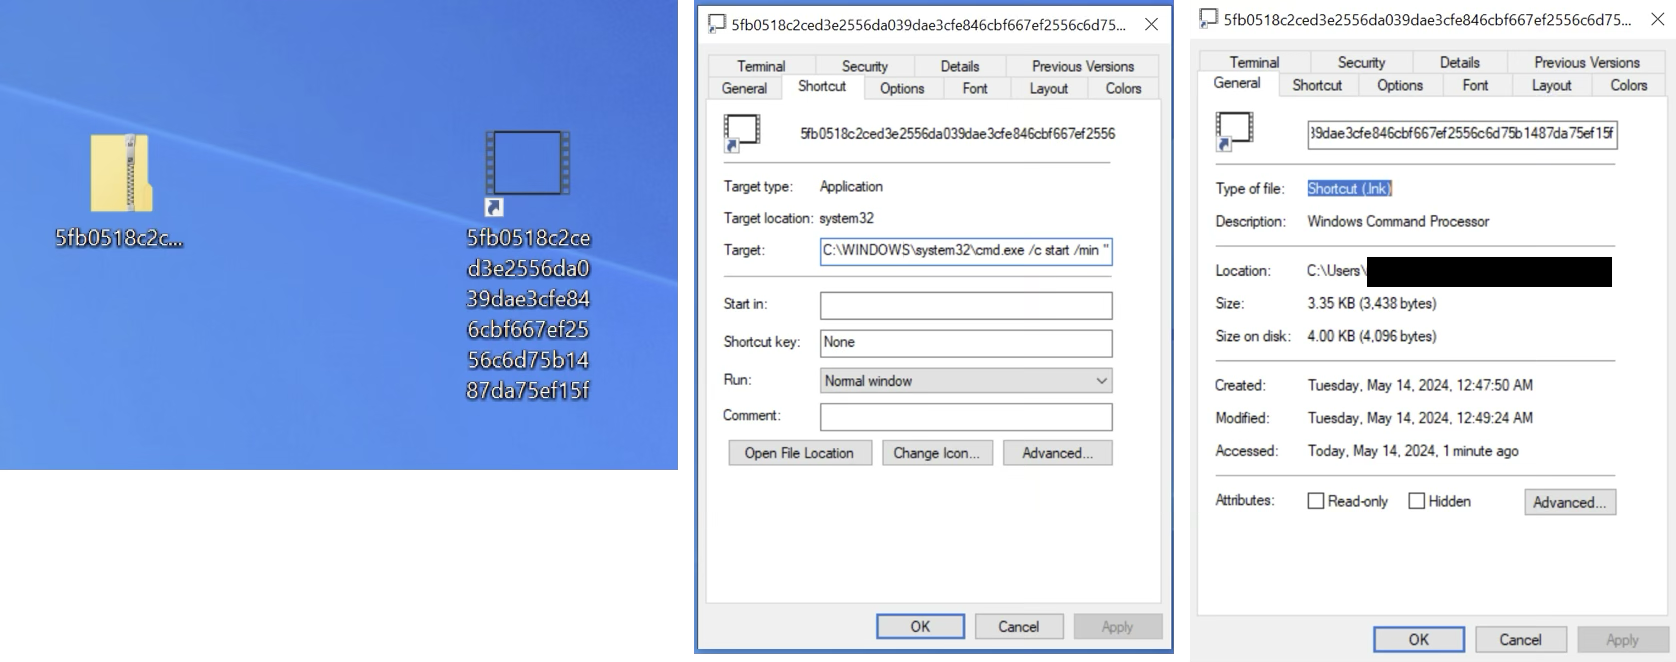 5fb0518c2c...
5fb0518c2ce
d3e2556da0
39dae3cfe84
6cbf667ef25
56c6d75b14
87da75ef15f
5fb0518c2ced3e2556da039dae3cfe846cbf667ef2556c6d75...
Terminal Security Details Previous Versions
General Shortcut Options Font Layout Colors
5fb0518c2ced3e2556da039dae3cfe846cbf667ef2556
Target type: Application
Target location: system32
Target: C:\WINDOWS\system32\cmd.exe /c start /min "
Start in:
Shortcut key: None
Run: Normal window
Comment:
Open File Location Change Icon... Advanced...
OK Cancel Apply
5fb0518c2ced3e2556da039dae3cfe846cbf667ef2556c6d75...
Terminal Security Details Previous Versions
General Shortcut Options Font Layout Colors
39dae3cfe846cbf667ef2556c6d75b1487da75ef15f
Type of file: Shortcut (.lnk)
Description: Windows Command Processor
Location: C:\Users\
Size: 3.35 KB (3,438 bytes)
Size on disk: 4.00 KB (4,096 bytes)
Created: Tuesday, May 14, 2024, 12:47:50 AM
Modified: Tuesday, May 14, 2024, 12:49:24 AM
Accessed: Today, May 14, 2024, 1 minute ago
Attributes: Read-only Hidden Advanced...
OK Cancel Apply